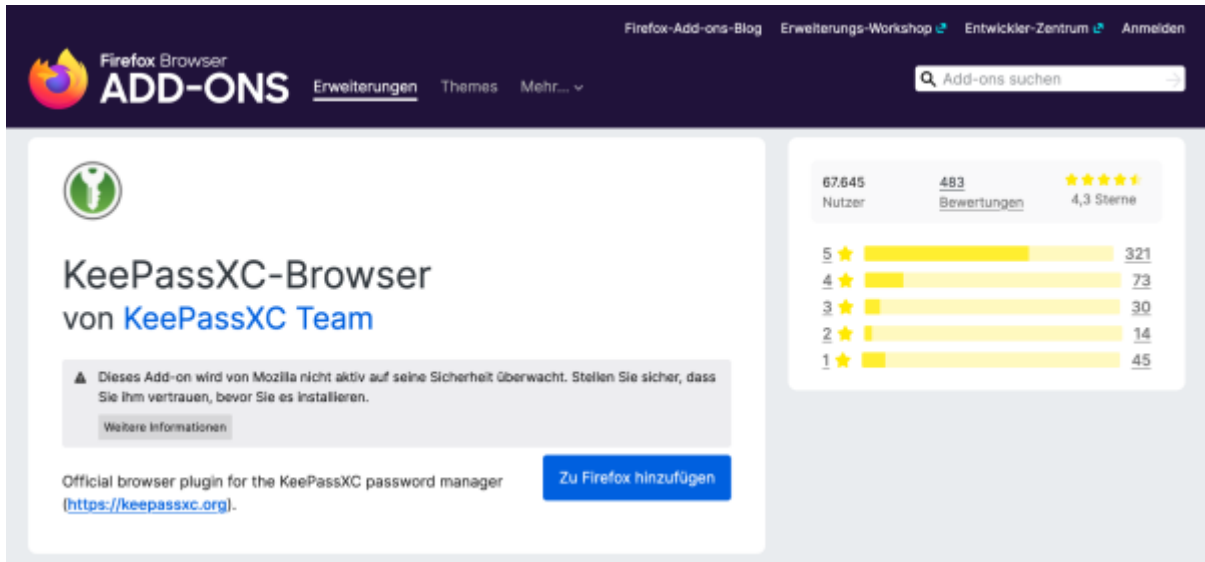 Firefox-Add-ons-Blog Erweiterungs-Workshop Entwickler-Zentrum Anmelden
Firefox Browser
ADD-ONS Erweiterungen Themes Mehr... Add-ons suchen
KeePassXC-Browser
von KeePassXC Team
Dieses Add-on wird von Mozilla nicht aktiv auf seine Sicherheit überwacht. Stellen Sie sicher, dass
Sie ihm vertrauen, bevor Sie es installieren.
Weitere Informationen
Official browser plugin for the KeePassXC password manager
(https://keepassxc.org).
Zu Firefox hinzufügen
67.645 483
Nutzer Bewertungen 4,3 Sterne
5 321
4 73
3 30
2 14
1 45